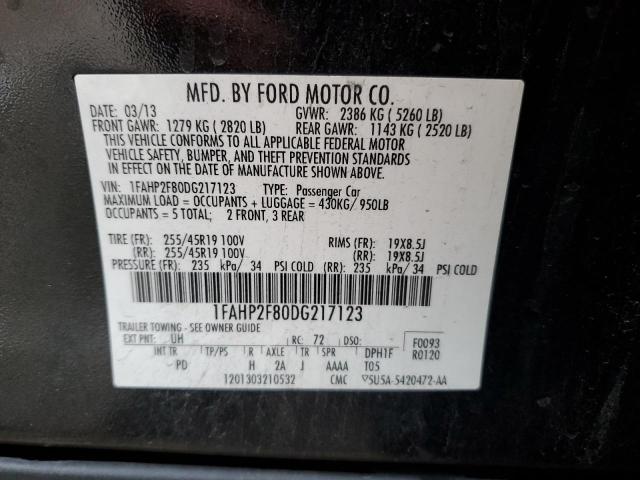 MFD. BY FORD MOTOR CO.
DATE: 03/13 GVWR: 2386 KG ( 5260 LB)
FRONT GAWR: 1279 KG ( 2820 LB) REAR GAWR: 1143 KG ( 2520 LB)
THIS VEHICLE CONFORMS TO ALL APPLICABLE FEDERAL MOTOR
VEHICLE SAFETY, BUMPER, AND THEFT PREVENTION STANDARDS
IN EFFECT ON THE DATE OF MANUFACTURE SHOWN ABOVE.
VIN: 1FAHP2F80DG217123 TYPE: Passenger Car
MAXIMUM LOAD = OCCUPANTS + LUGGAGE = 430KG/ 950LB
OCCUPANTS = 5 TOTAL; 2 FRONT, 3 REAR
TIRE (FR): 255/45R19 100V RIMS (FR): 19X8.5J
(RR): 255/45R19 100V (RR): 19X8.5J
PRESSURE (FR): 235 kPa/ 34 PSI COLD (RR): 235 kPa/ 34 PSI COLD
1FAHP2F80DG217123
TRAILER TOWING - SEE OWNER GUIDE
EXT PNT: UH RC: 72 DSO: F0093
INT TR TP/PS R AXLE TR SPR DPH1F R0120
PD H 2A J AAAA T05
1201303210532 CMC 5U5A-5420472-AA